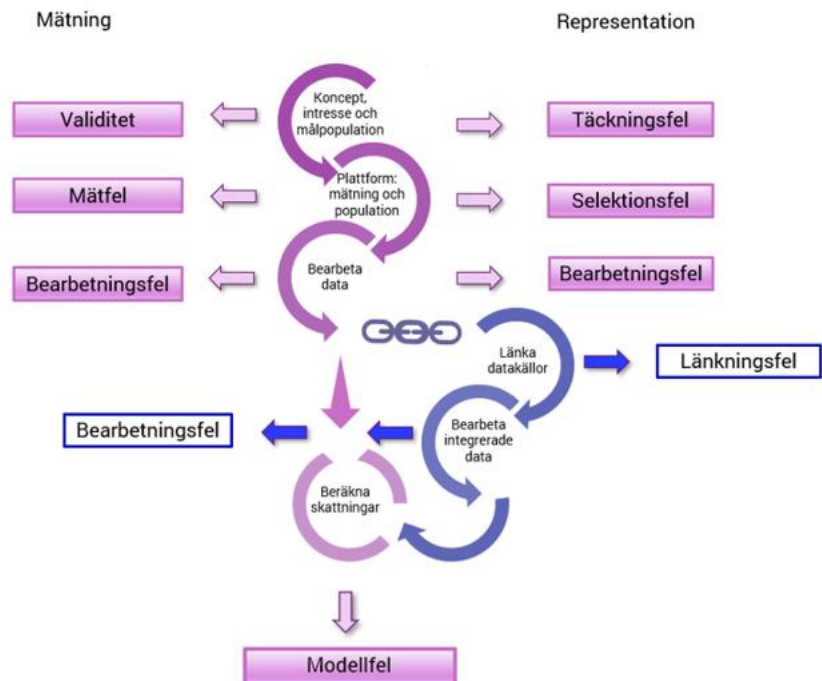 Mätning
Representation
Koncept,
intresse och
målpopulation
Validitet
Täckningsfel
Plattform:
mätning och
population
Mätfel
Selektionsfel
Bearbeta
data
Bearbetningsfel
Bearbetningsfel
Länka
datakällor
Länkningsfel
Bearbeta
integrerade
data
Bearbetningsfel
Beräkna
skattningar
Modellfel